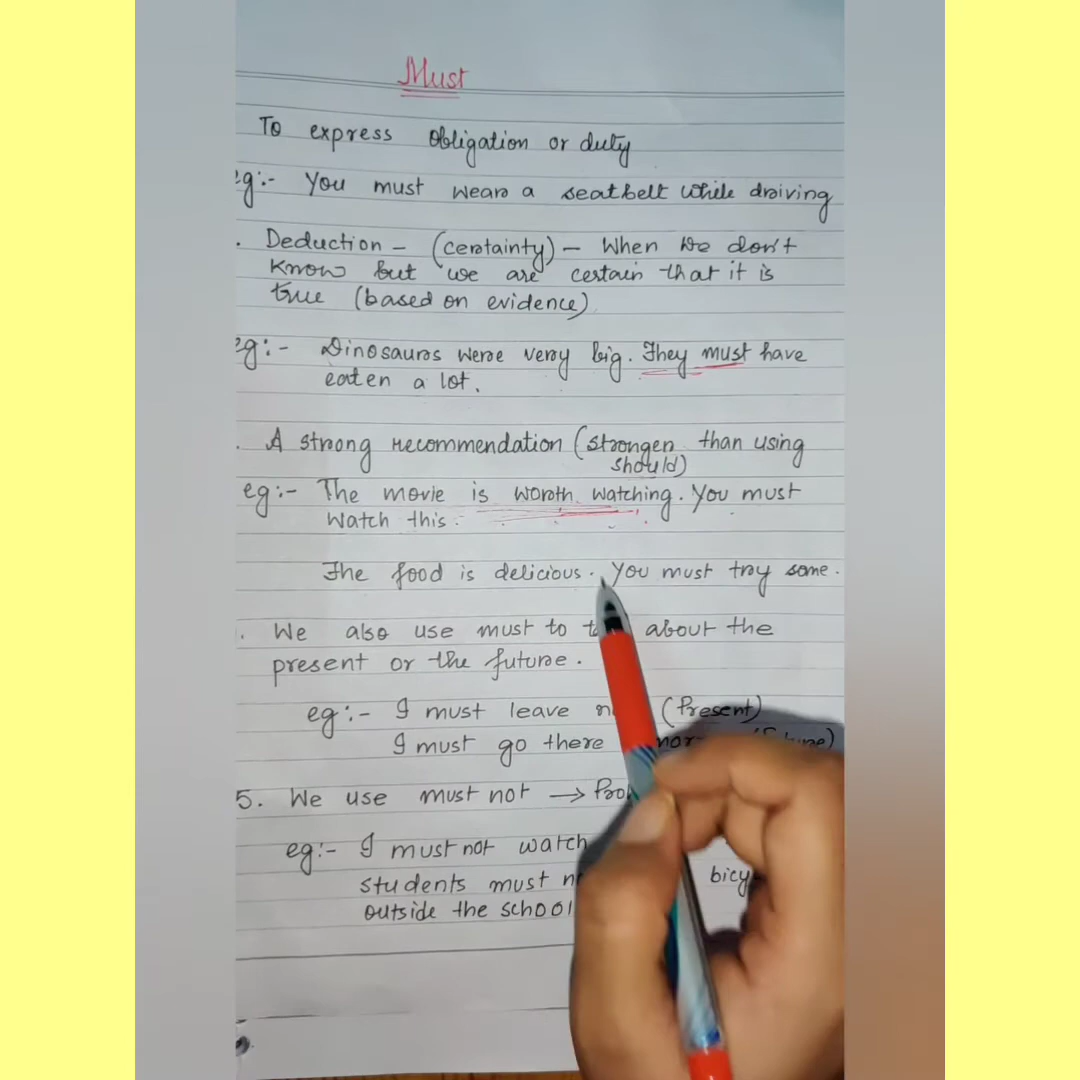 Must
To express obligation or duty
eg:- You must wear a seatbelt while driving
. Deduction - (certainty) - When we don't
know but we are certain that it is
true (based on evidence)
eg:- Dinosaurs were very big. They must have
eaten a lot.
. A strong recommendation (stronger than using
should)
eg:- The movie is worth watching. You must
watch this.
The food is delicious. You must try some.
. We also use must to about the
present or the future.
eg:- I must leave (Present)
I must go there
5. We use must not →
eg:- I must not watch
students must
outside the school